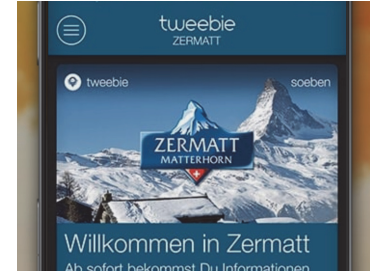 tweebie
ZERMATT
tweebie soeben
ZERMATT
MATTERHORN
Willkommen in Zermatt
Ab sofort bekommst Du Informationen